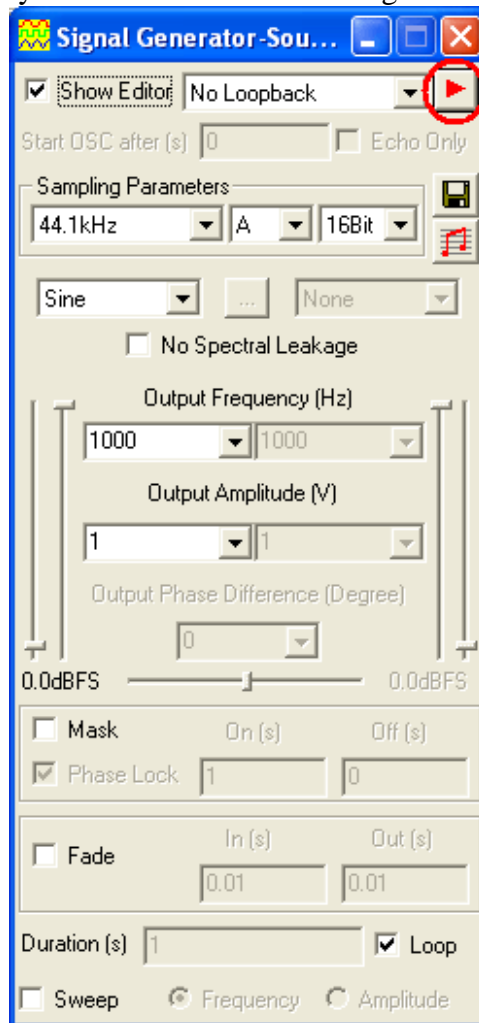 Signal Generator-Sou...
Show Editor No Loopback
Start OSC after (s) 0 Echo Only
Sampling Parameters
44.1kHz A 16Bit
Sine ... None
No Spectral Leakage
Output Frequency (Hz)
1000 1000
Output Amplitude (V)
1 1
Output Phase Difference (Degree)
0
0.0dBFS 0.0dBFS
Mask On (s) Off (s)
Phase Lock 1 0
Fade In (s) Out (s)
0.01 0.01
Duration (s) 1 Loop
Sweep Frequency Amplitude